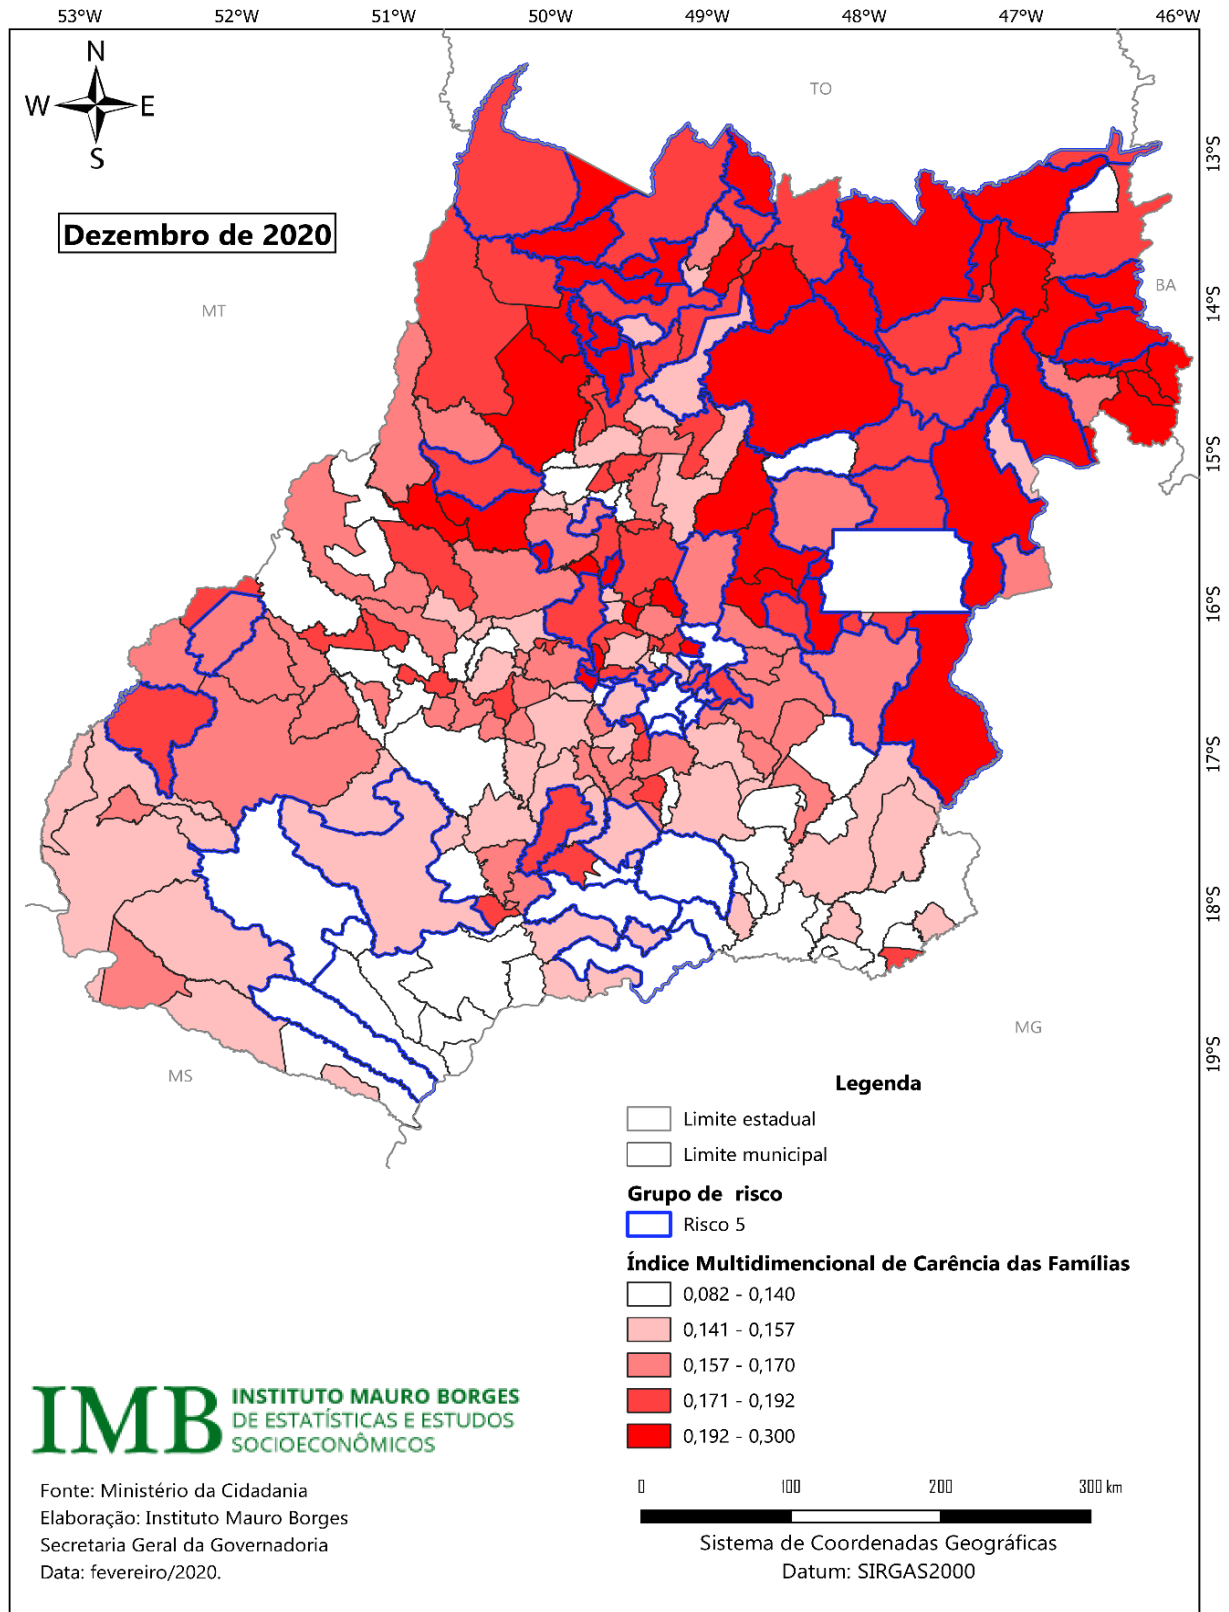 53°W 52°W 51°W 50°W 49°W 48°W 47°W 46°W
N
W E
S
TO
13°S
Dezembro de 2020
MT
BA
14°S
15°S
16°S
17°S
18°S
MG
19°S
MS
Legenda
Limite estadual
Limite municipal
Grupo de risco
Risco 5
Índice Multidimencional de Carência das Famílias
0,082 - 0,140
0,141 - 0,157
0,157 - 0,170
0,171 - 0,192
0,192 - 0,300
IMB
INSTITUTO MAURO BORGES
DE ESTATÍSTICAS E ESTUDOS
SOCIOECONÔMICOS
Fonte: Ministério da Cidadania
Elaboração: Instituto Mauro Borges
Secretaria Geral da Governadoria
Data: fevereiro/2020.
0 100 200 300 km
Sistema de Coordenadas Geográficas
Datum: SIRGAS2000